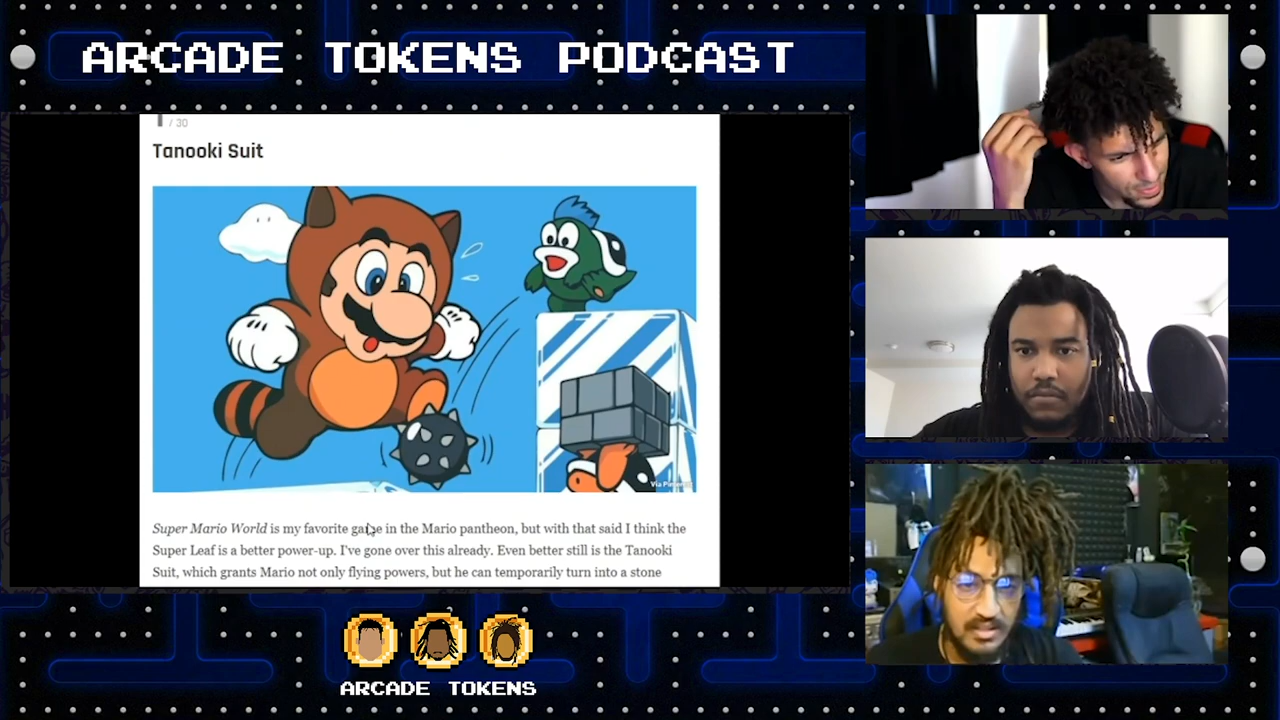 ARCADE TOKENS PODCAST
/ 30
Tanooki Suit
Via
Super Mario World is my favorite game in the Mario pantheon, but with that said I think the
Super Leaf is a better power-up. I've gone over this already. Even better still is the Tanooki
Suit, which grants Mario not only flying powers, but he can temporarily turn into a stone
ARCADE TOKENS